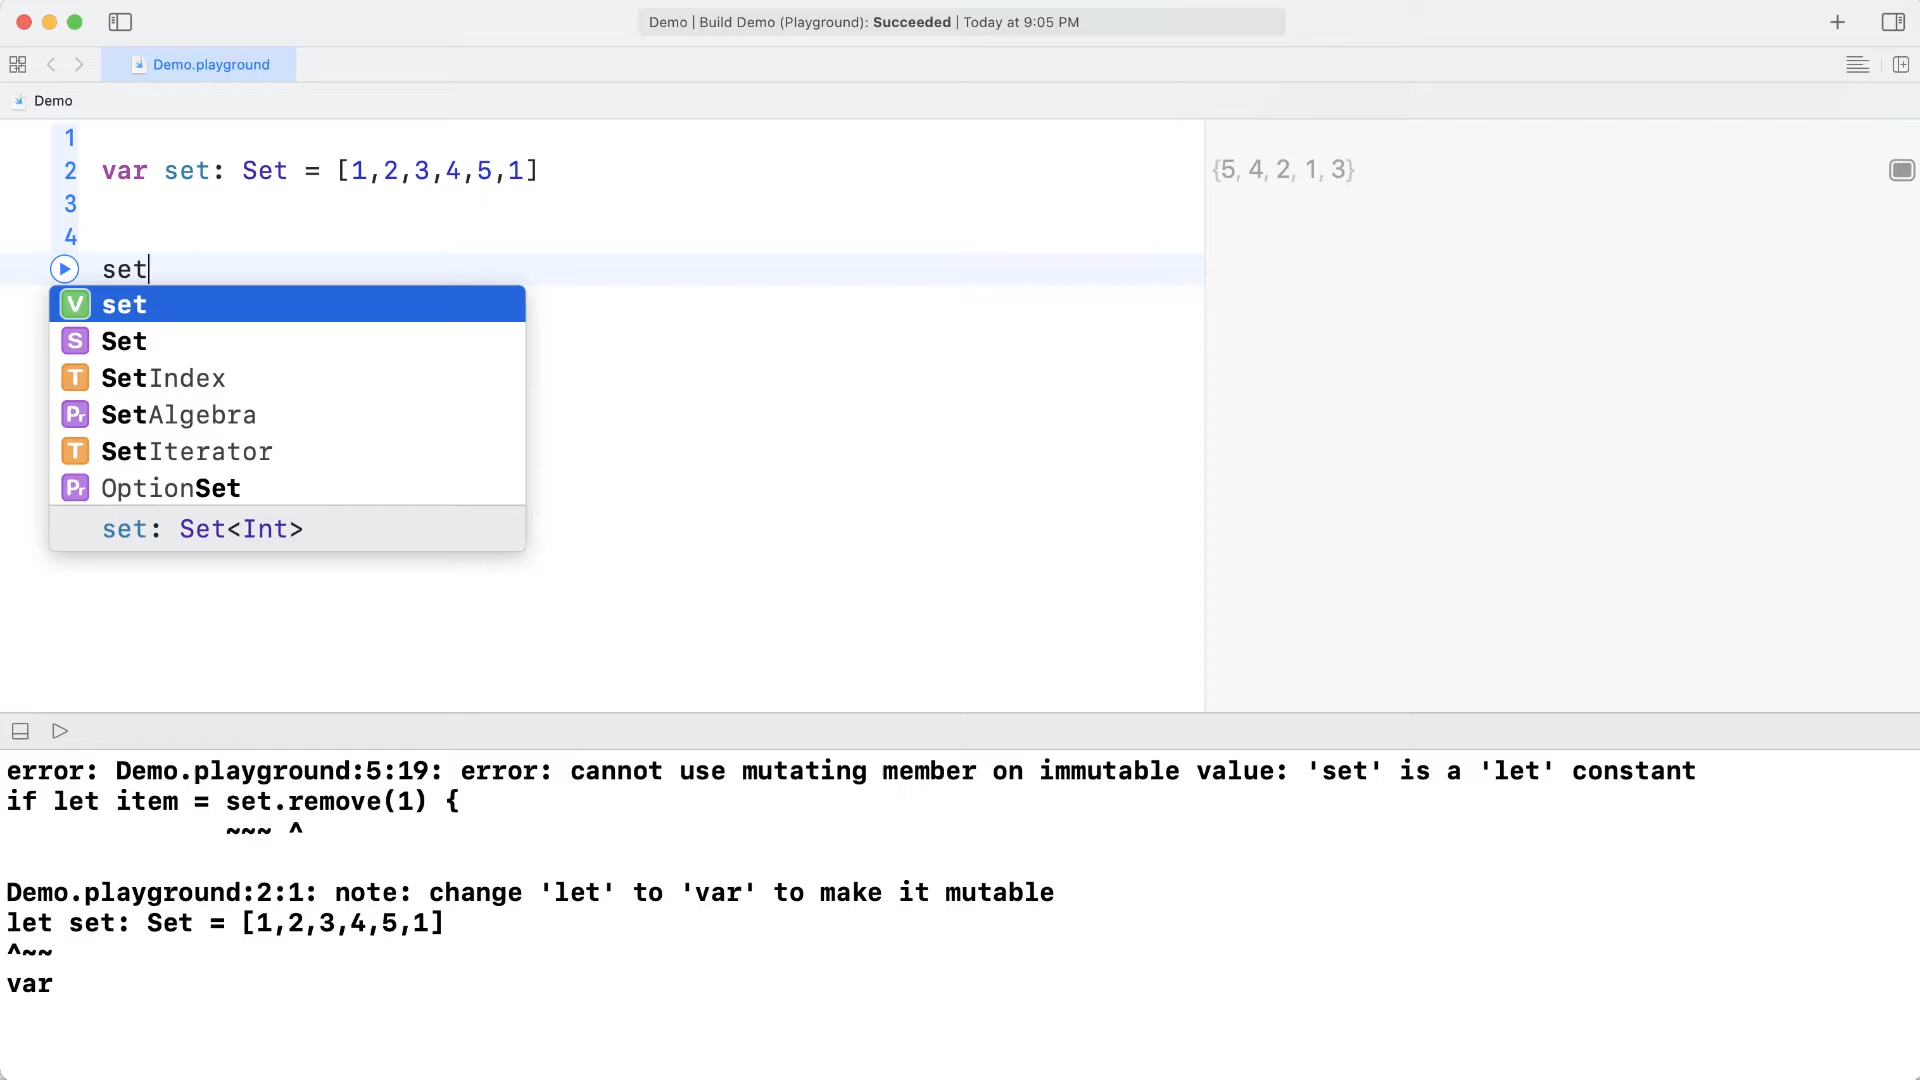 Demo | Build Demo (Playground): Succeeded | Today at 9:05 PM
Demo.playground
Demo
1
2 var set: Set = [1,2,3,4,5,1]
{5, 4, 2, 1, 3}
3
4
set
V set
S Set
T SetIndex
Pr SetAlgebra
T SetIterator
Pr OptionSet
set: Set<Int>
error: Demo.playground:5:19: error: cannot use mutating member on immutable value: 'set' is a 'let' constant
if let item = set.remove(1) {
~~~ ^
Demo.playground:2:1: note: change 'let' to 'var' to make it mutable
let set: Set = [1,2,3,4,5,1]
^~~
var